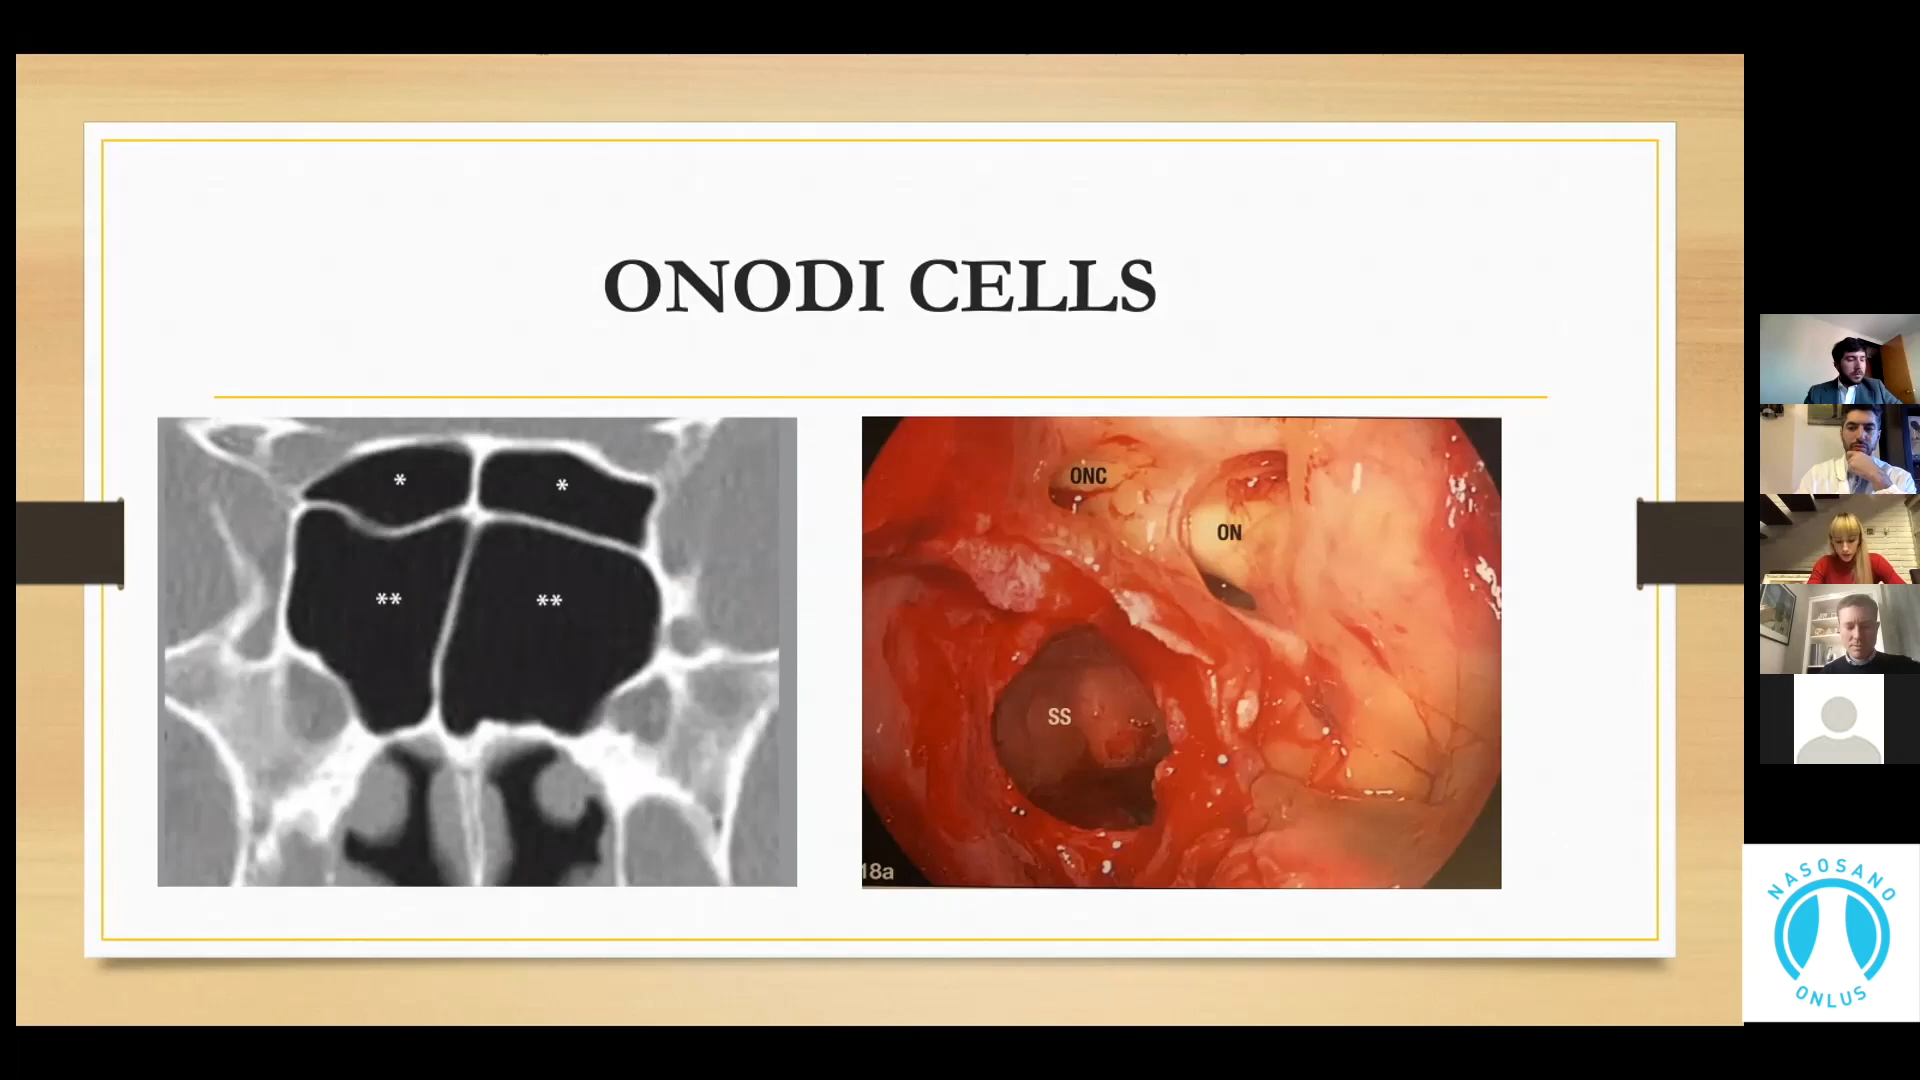 ONODI CELLS
*
*
**
**
ONC
ON
SS
18a
NASOSANO
ONLUS